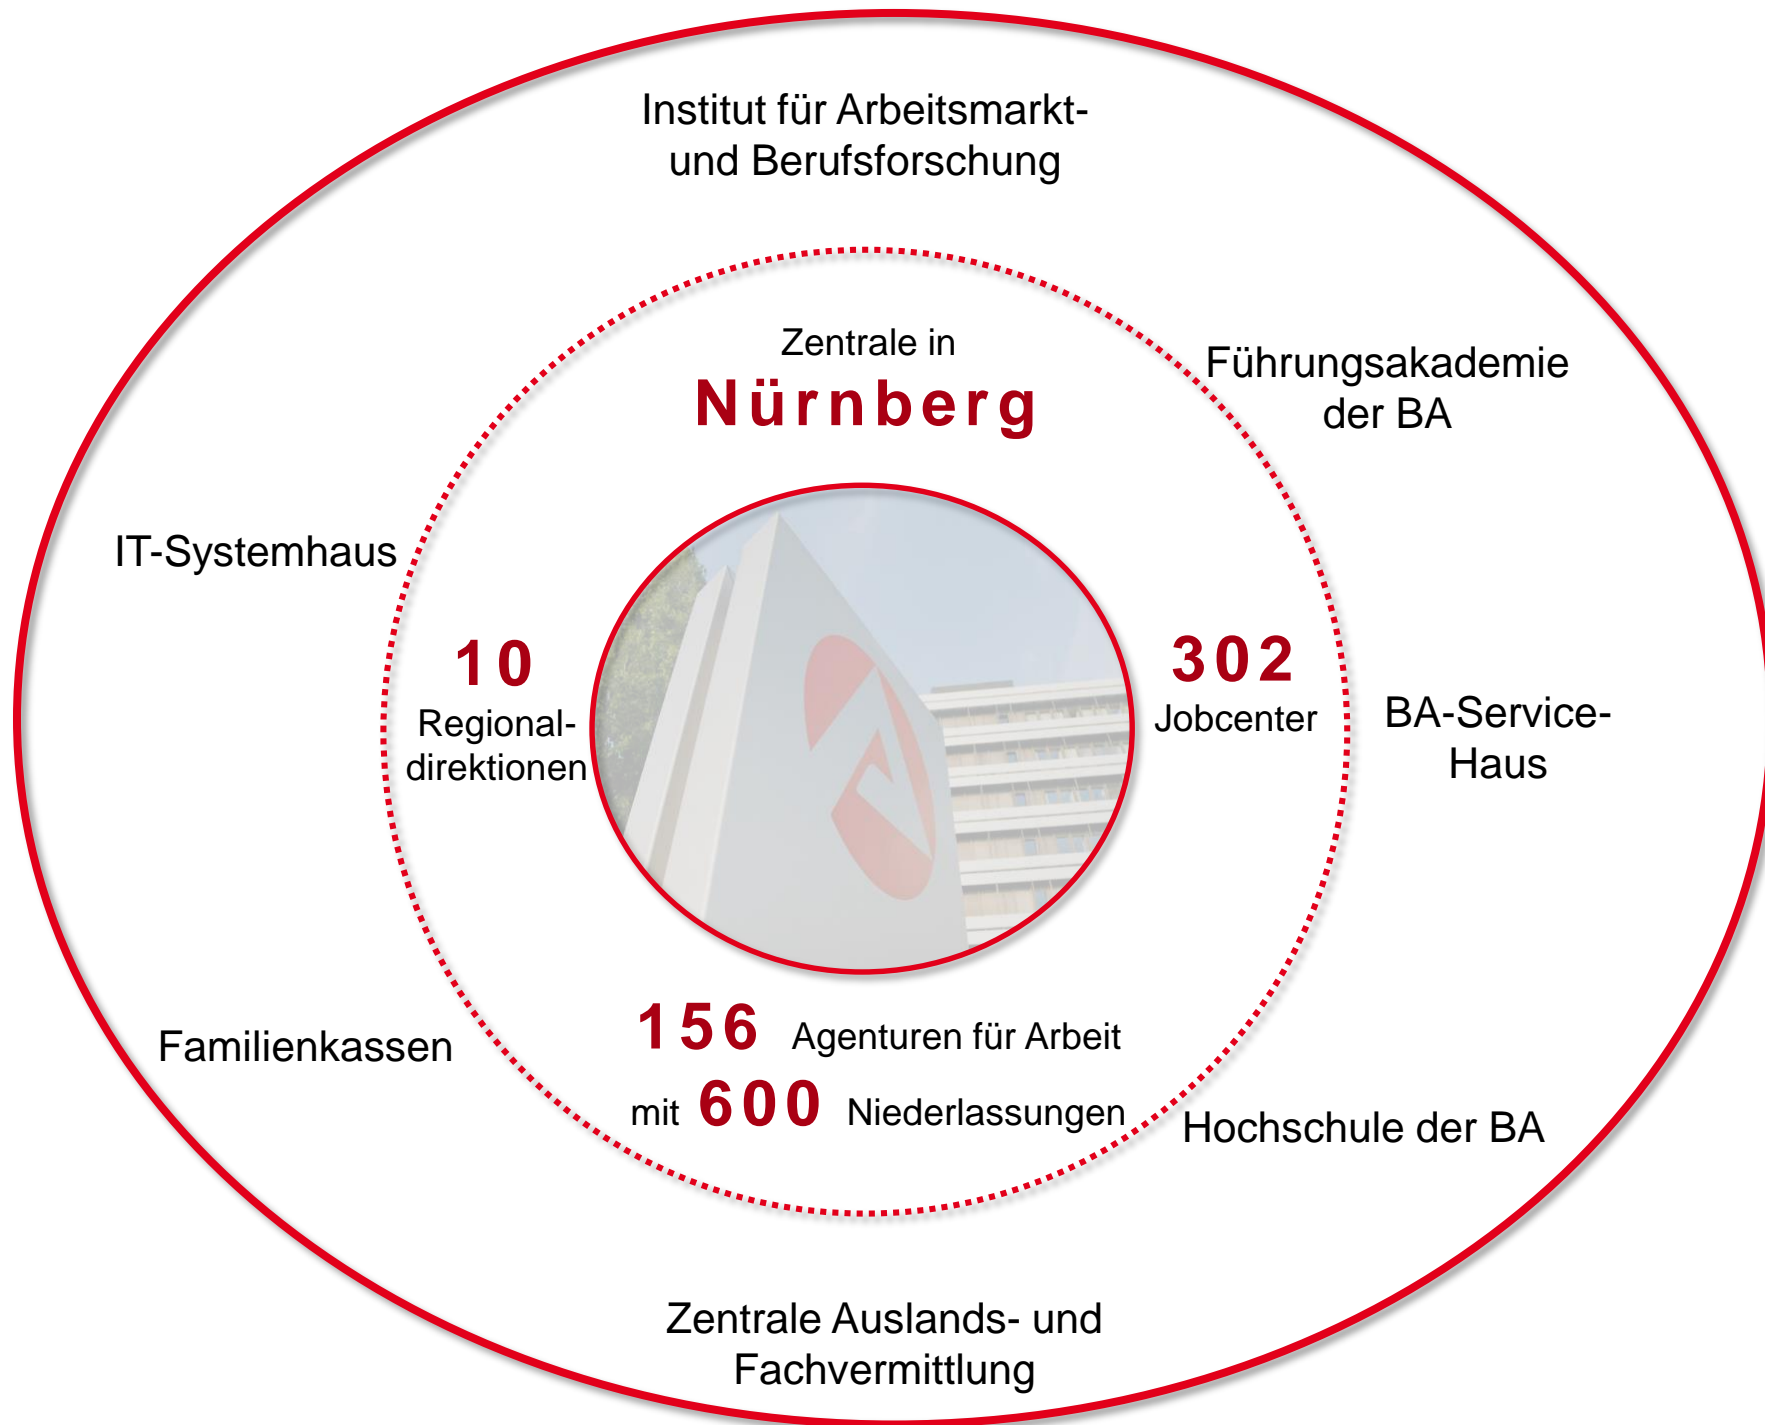 Institut für Arbeitsmarkt-
und Berufsforschung
Zentrale in
Nürnberg
Führungsakademie
der BA
IT-Systemhaus
10
Regional-
direktionen
302
Jobcenter
BA-Service-
Haus
156 Agenturen für Arbeit
mit 600 Niederlassungen
Familienkassen
Hochschule der BA
Zentrale Auslands- und
Fachvermittlung